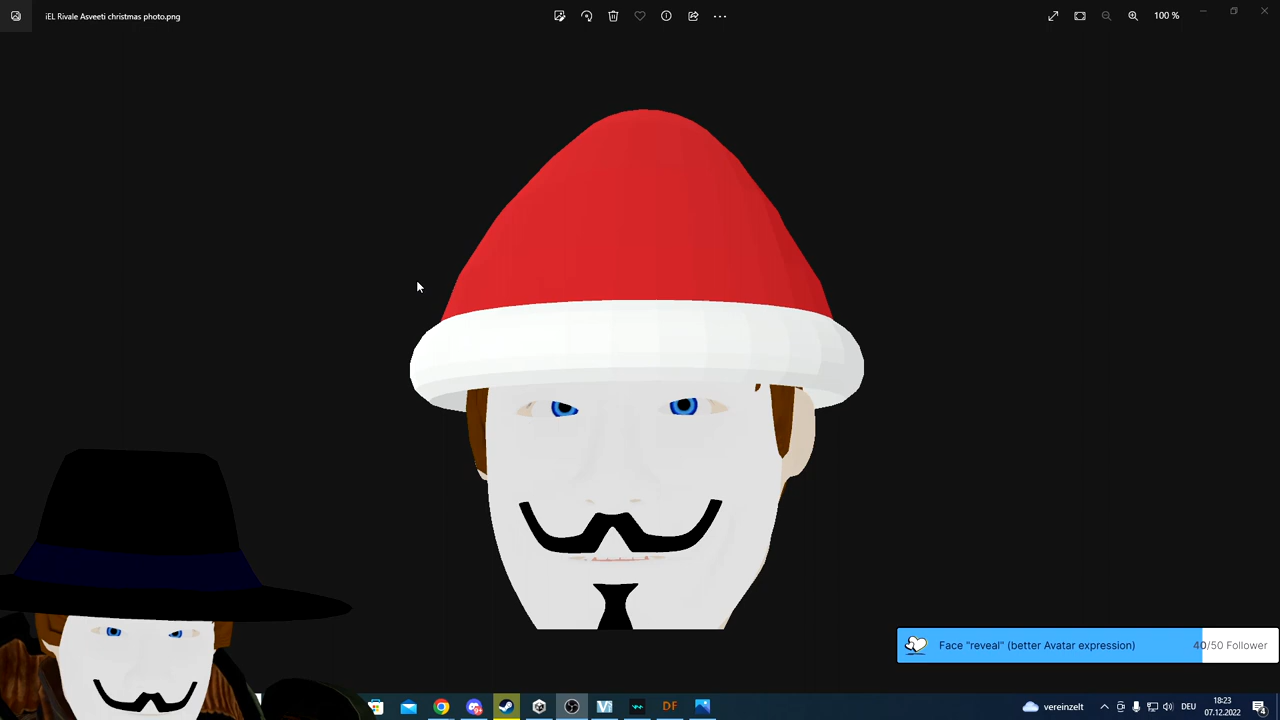 iEL Rivale Asveeti christmas photo.png
100 %
Face "reveal" (better Avatar expression)
40/50 Follower
DF
vereinzelt
DEU
18:23
07.12.2022
4